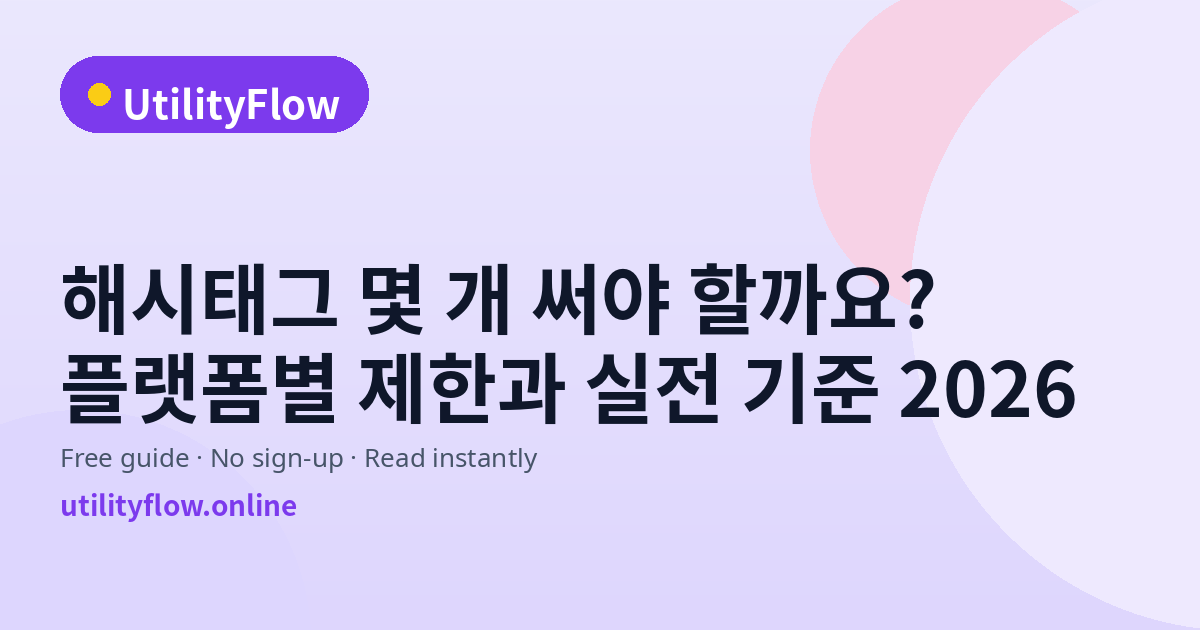 UtilityFlow
해시태그 몇 개 써야 할까요?
플랫폼별 제한과 실전 기준 2026
Free guide · No sign-up · Read instantly
utilityflow.online